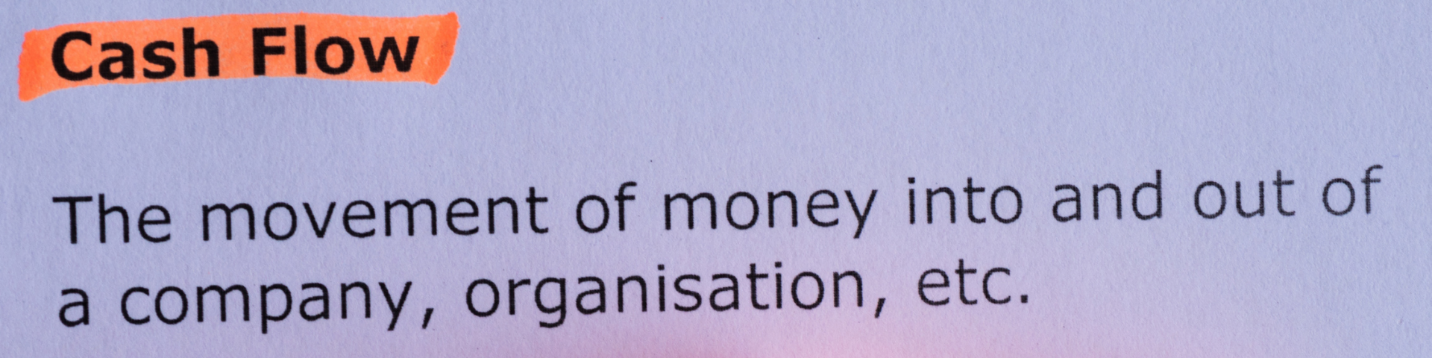 Cash Flow
The movement of money into and out of
a company, organisation, etc.